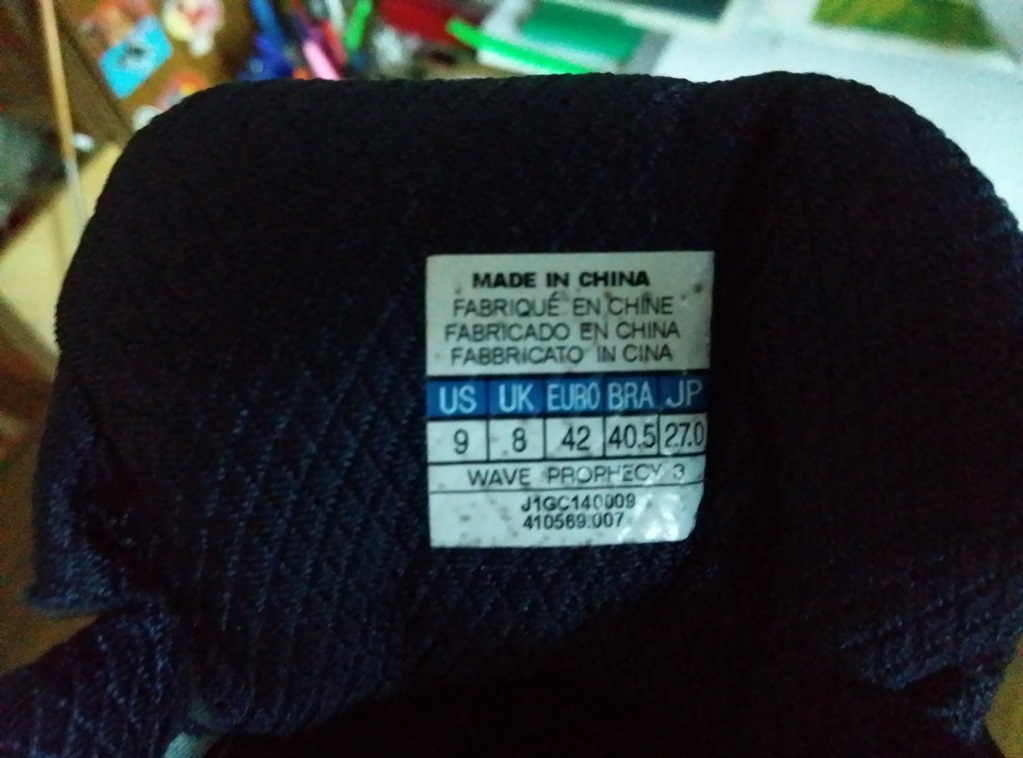 MADE IN CHINA
FABRIQUÉ EN CHINE
FABRICADO EN CHINA
FABBRICATO IN CINA
US UK EURO BRA JP
9 8 42 40.5 27.0
WAVE PROPHECY 3
J1GC140009
410569.007